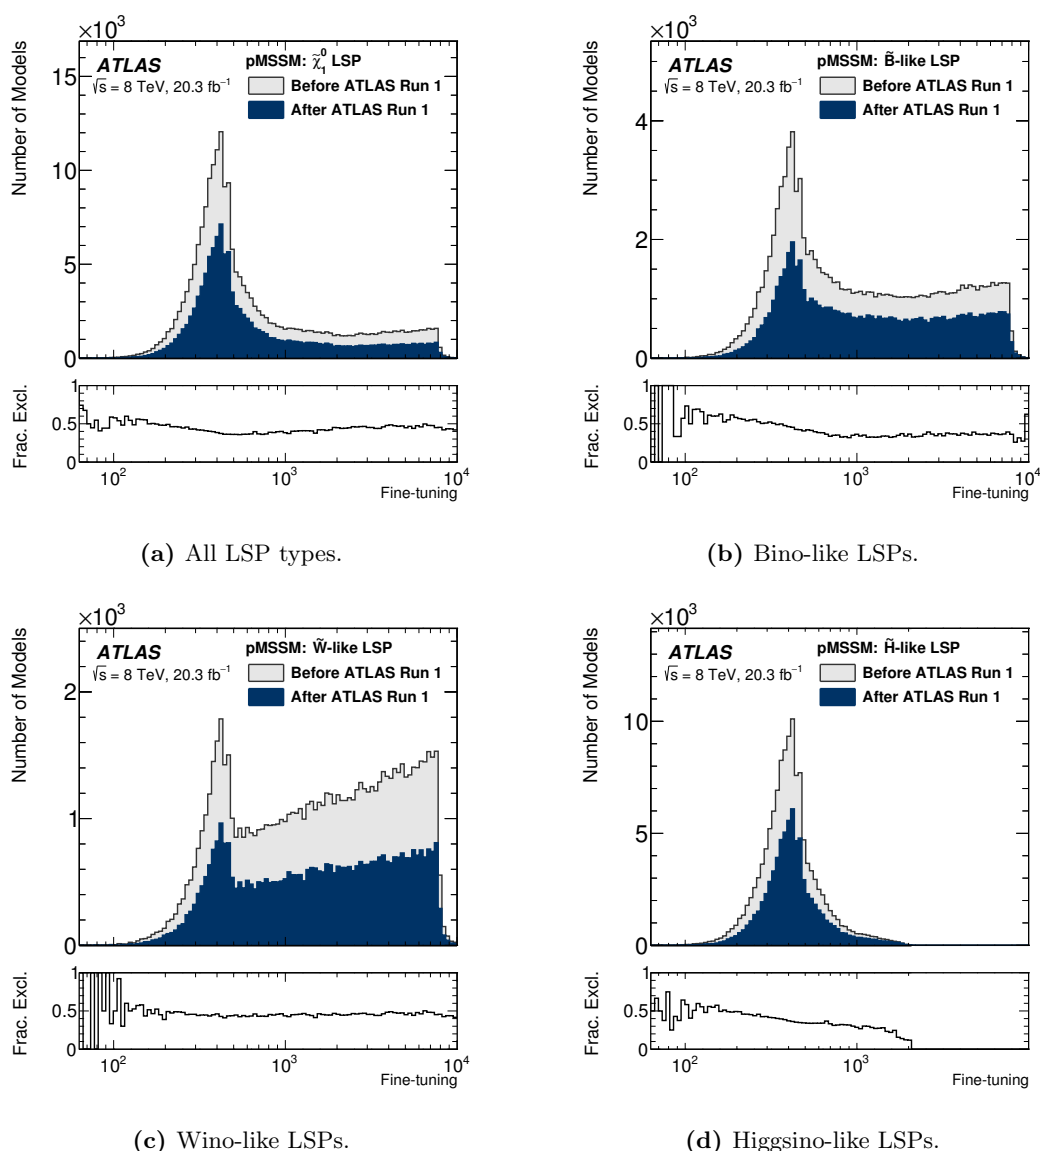 ×10³
Number of Models
ATLAS
√s = 8 TeV, 20.3 fb⁻¹
pMSSM: χ̃₁⁰ LSP
Before ATLAS Run 1
After ATLAS Run 1
15
10
5
0
Frac. Excl.
1
0.5
0
10² 10³ 10⁴
Fine-tuning
(a) All LSP types.
×10³
Number of Models
ATLAS
√s = 8 TeV, 20.3 fb⁻¹
pMSSM: B̃-like LSP
Before ATLAS Run 1
After ATLAS Run 1
4
2
0
Frac. Excl.
1
0.5
0
10² 10³ 10⁴
Fine-tuning
(b) Bino-like LSPs.
×10³
Number of Models
ATLAS
√s = 8 TeV, 20.3 fb⁻¹
pMSSM: W̃-like LSP
Before ATLAS Run 1
After ATLAS Run 1
2
1
0
Frac. Excl.
1
0.5
0
10² 10³ 10⁴
Fine-tuning
(c) Wino-like LSPs.
×10³
Number of Models
ATLAS
√s = 8 TeV, 20.3 fb⁻¹
pMSSM: H̃-like LSP
Before ATLAS Run 1
After ATLAS Run 1
10
5
0
Frac. Excl.
1
0.5
0
10² 10³
Fine-tuning
(d) Higgsino-like LSPs.